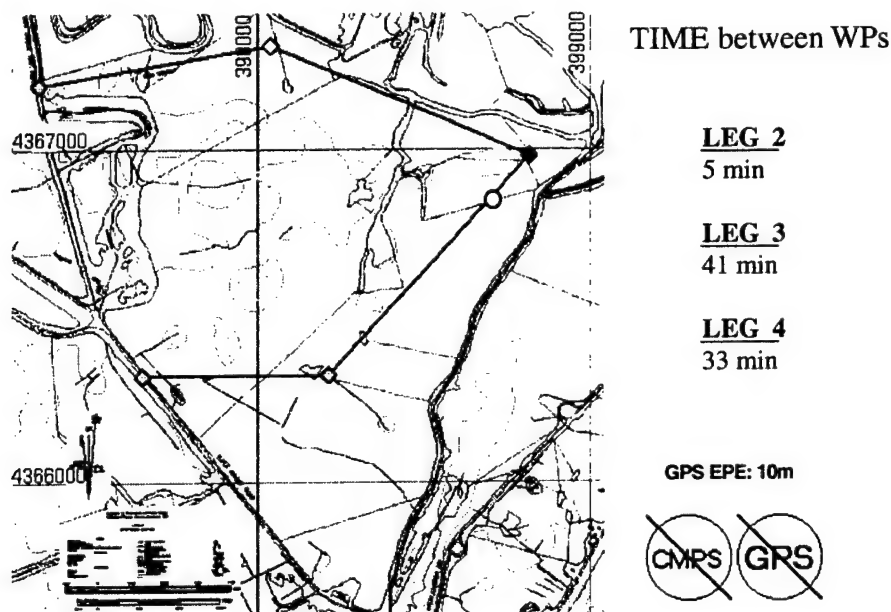 TIME between WPs
398000
399000
4367000
LEG 2
5 min
LEG 3
41 min
LEG 4
33 min
4366000
GPS EPE: 10m
CMPS
GPS